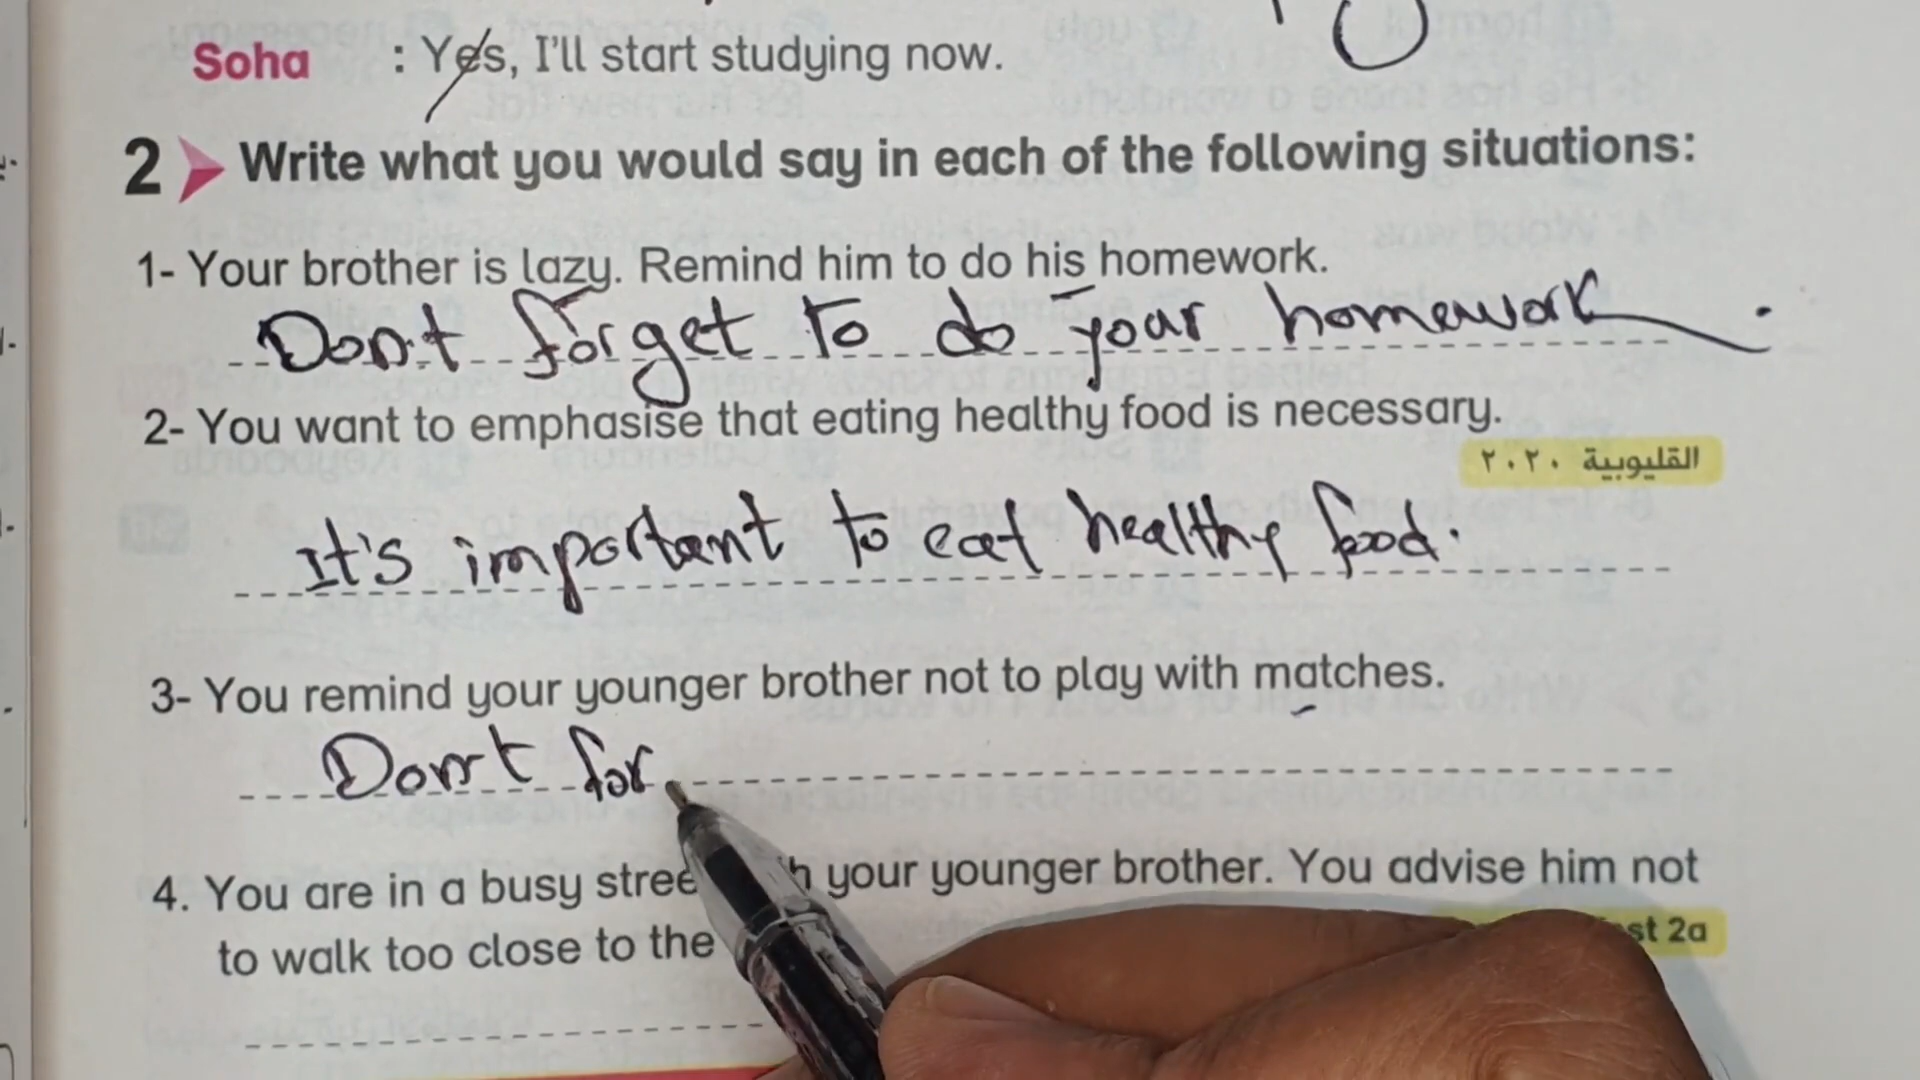 Soha : Yes, I'll start studying now.
2 Write what you would say in each of the following situations:
1- Your brother is lazy. Remind him to do his homework.
Don't forget to do your homework.
2- You want to emphasise that eating healthy food is necessary.
القليوبية ٢٠٢٠
It's important to eat healthy food.
3- You remind your younger brother not to play with matches.
Don't for
4. You are in a busy your younger brother. You advise him not
to walk too close to the 2a